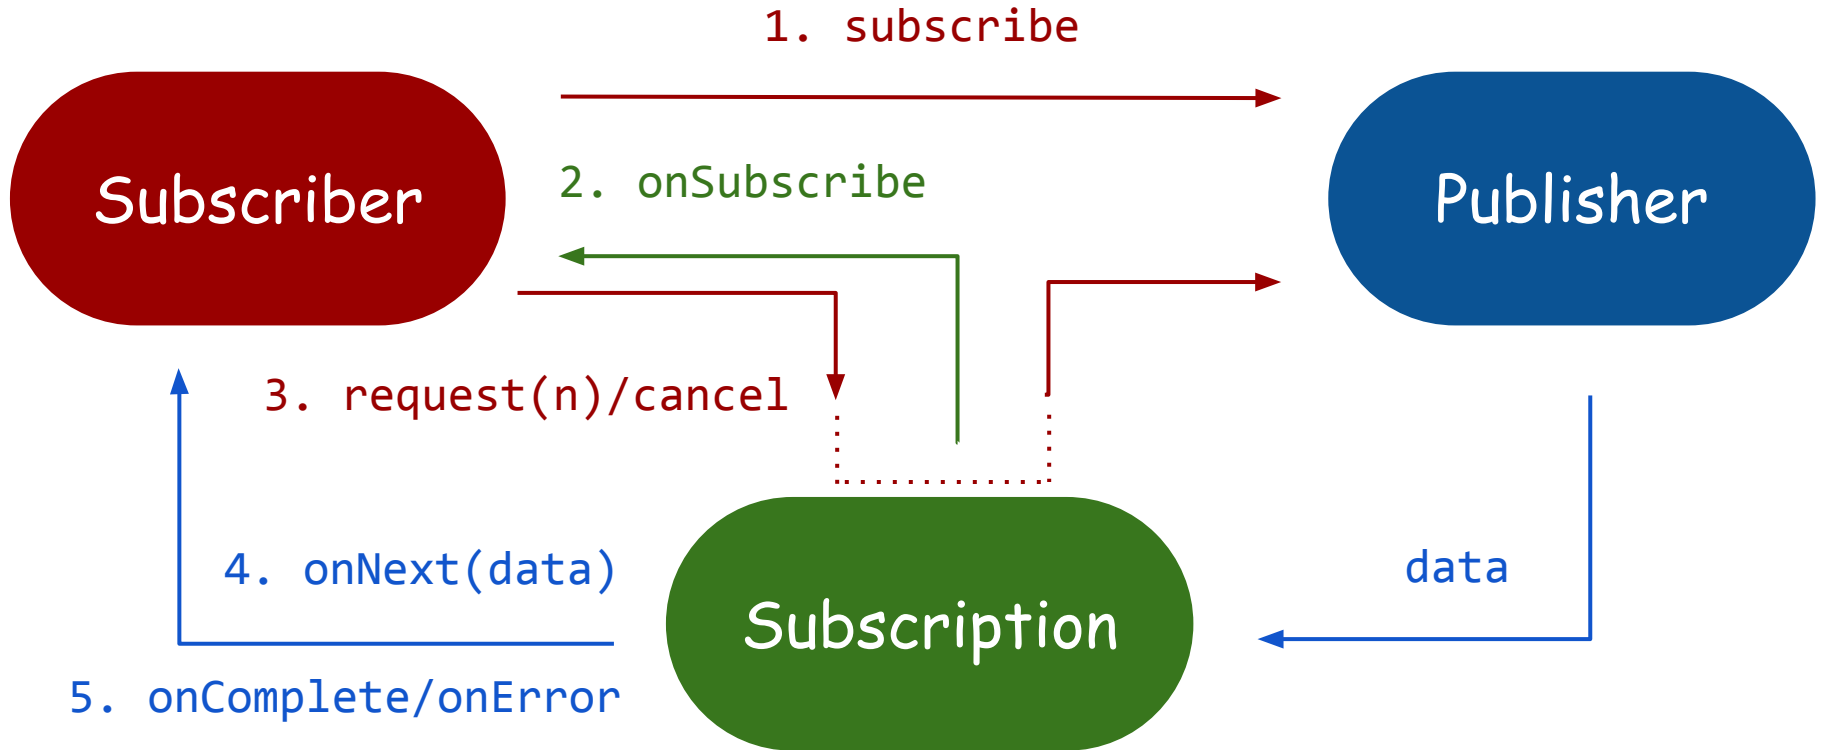 1. subscribe
Subscriber
2. onSubscribe
Publisher
3. request(n)/cancel
4. onNext(data)
data
Subscription
5. onComplete/onError